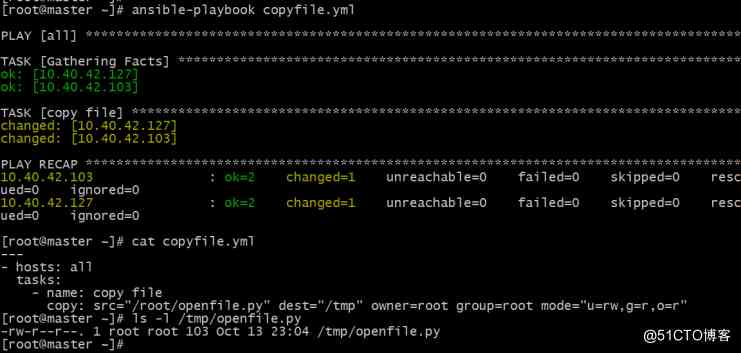 [root@master ~]# ansible-playbook copyfile.yml
PLAY [all] *************************************************************************************
TASK [Gathering Facts] *************************************************************************
ok: [10.40.42.127]
ok: [10.40.42.103]
TASK [copy file] *******************************************************************************
changed: [10.40.42.127]
changed: [10.40.42.103]
PLAY RECAP *************************************************************************************
10.40.42.103 : ok=2 changed=1 unreachable=0 failed=0 skipped=0 resc
ued=0 ignored=0
10.40.42.127 : ok=2 changed=1 unreachable=0 failed=0 skipped=0 resc
ued=0 ignored=0
[root@master ~]# cat copyfile.yml
---
- hosts: all
tasks:
- name: copy file
copy: src="/root/openfile.py" dest="/tmp" owner=root group=root mode="u=rw,g=r,o=r"
[root@master ~]# ls -l /tmp/openfile.py
-rw-r--r--. 1 root root 103 Oct 13 23:04 /tmp/openfile.py
[root@master ~]#
@51CTO博客